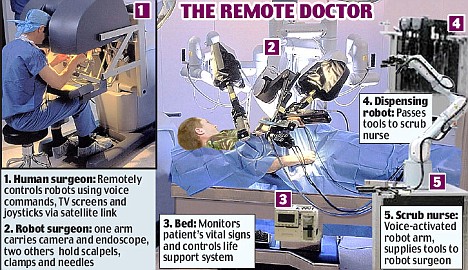 THE REMOTE DOCTOR
1
1. Human surgeon: Remotely
controls robots using voice
commands, TV screens and
joysticks via satellite link
2. Robot surgeon: one arm
carries camera and endoscope,
two others hold scalpels,
clamps and needles
2
3
3. Bed: Monitors
patient's vital signs
and controls life
support system
4
4. Dispensing
robot: Passes
tools to scrub
nurse
5
5. Scrub nurse:
Voice-activated
robot arm,
supplies tools to
robot surgeon